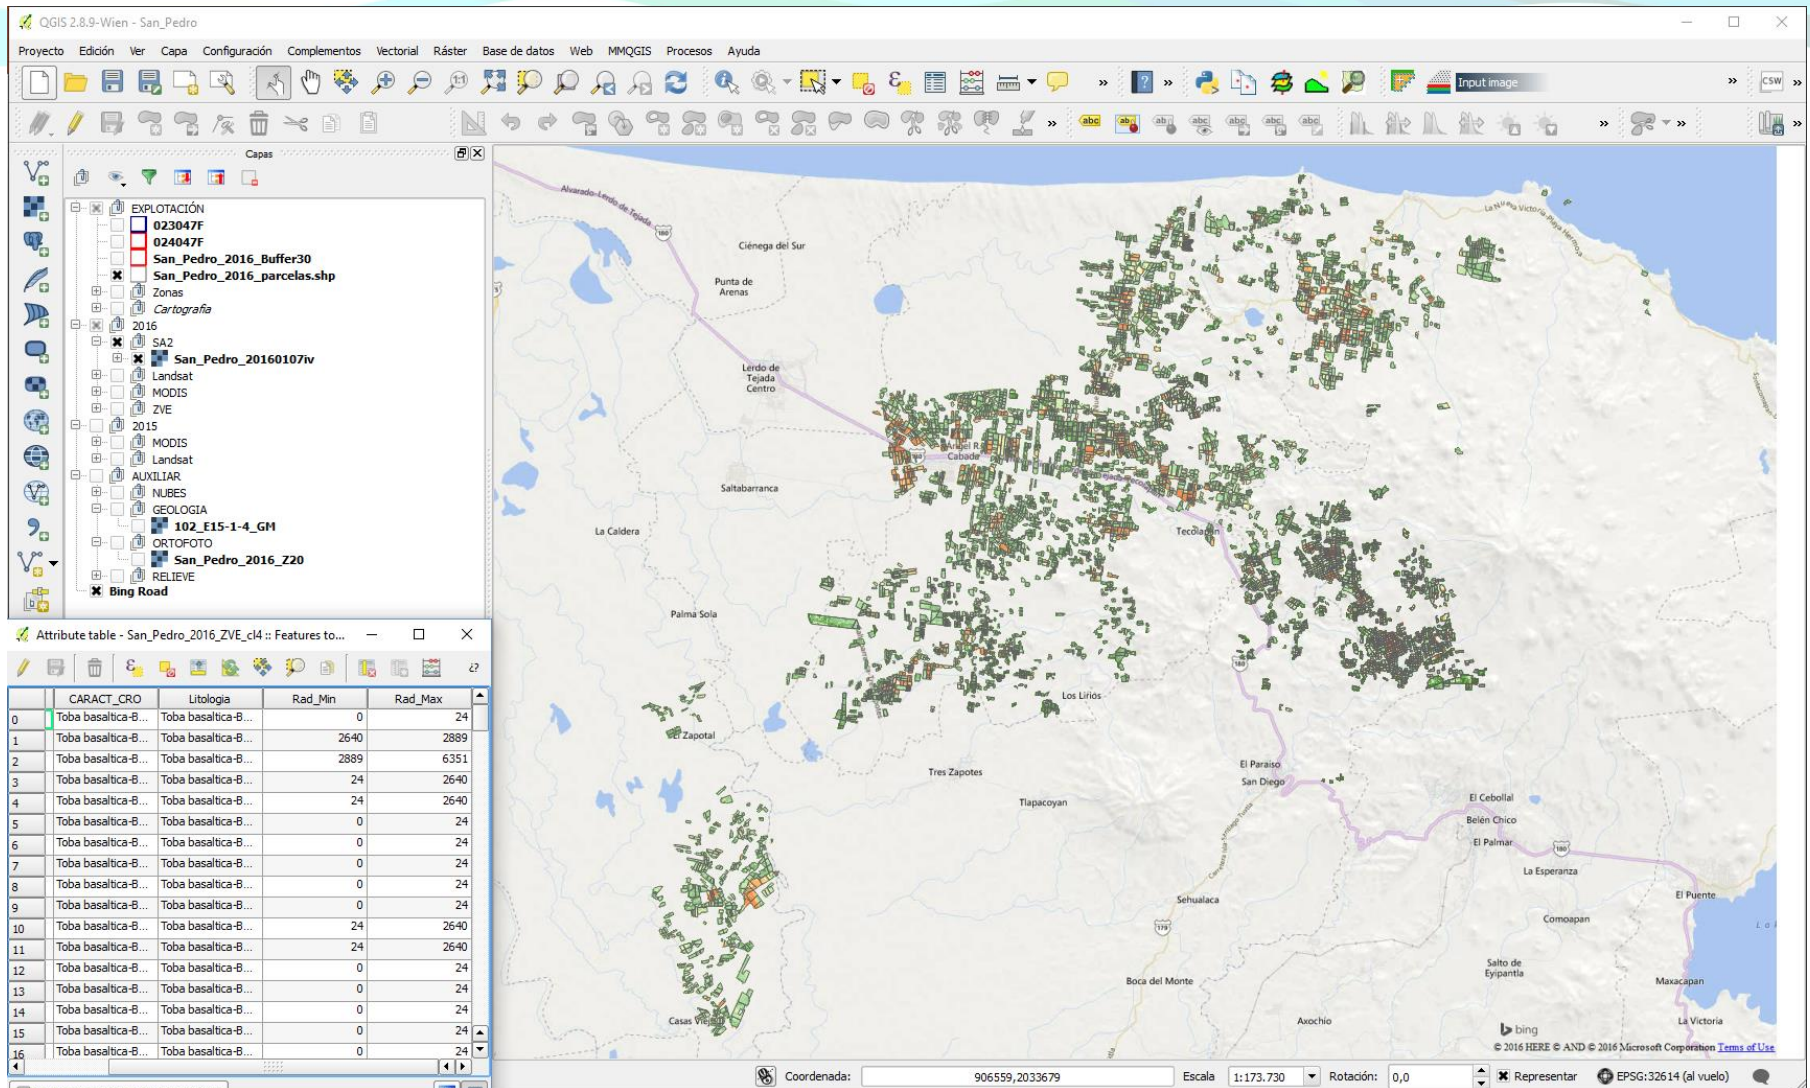 QGIS 2.8.9-Wien - San_Pedro
Proyecto Edición Ver Capa Configuración Complementos Vectorial Ráster Base de datos Web MMQGIS Procesos Ayuda
Input image
CSW
abc
Capas
EXPLOTACIÓN
023047F
024047F
San_Pedro_2016_Buffer30
San_Pedro_2016_parcelas.shp
Zonas
Cartografia
2016
SA2
San_Pedro_20160107iv
Landsat
MODIS
ZVE
2015
MODIS
Landsat
AUXILIAR
NUBES
GEOLOGIA
102_E15-1-4_GM
ORTOFOTO
San_Pedro_2016_Z20
RELIEVE
Bing Road
Attribute table - San_Pedro_2016_ZVE_cl4 :: Features to...
CARACT_CRO Litologia Rad_Min Rad_Max
0 Toba basaltica-B... Toba basaltica-B... 0 24
1 Toba basaltica-B... Toba basaltica-B... 2640 2889
2 Toba basaltica-B... Toba basaltica-B... 2889 6351
3 Toba basaltica-B... Toba basaltica-B... 24 2640
4 Toba basaltica-B... Toba basaltica-B... 24 2640
5 Toba basaltica-B... Toba basaltica-B... 0 24
6 Toba basaltica-B... Toba basaltica-B... 0 24
7 Toba basaltica-B... Toba basaltica-B... 0 24
8 Toba basaltica-B... Toba basaltica-B... 0 24
9 Toba basaltica-B... Toba basaltica-B... 0 24
10 Toba basaltica-B... Toba basaltica-B... 24 2640
11 Toba basaltica-B... Toba basaltica-B... 24 2640
12 Toba basaltica-B... Toba basaltica-B... 0 24
13 Toba basaltica-B... Toba basaltica-B... 0 24
14 Toba basaltica-B... Toba basaltica-B... 0 24
15 Toba basaltica-B... Toba basaltica-B... 0 24
16 Toba basaltica-B... Toba basaltica-B... 0 24
Alvarado-Lerdo de Tejada
180
Ciénega del Sur
Punta de
Arenas
Lerdo de
Tejada
Centro
Angel R.
Cabada
Saltabarranca
La Caldera
Tecolapan
Palma Sola
Los Lirios
El Zapotal
Tres Zapotes
Tlapacoyan
El Paraiso
San Diego
El Cebollal
Belén Chico
El Palmar
180
La Esperanza
El Puente
Sehualaca
179
Comoapan
Salto de
Eyipantla
Boca del Monte
Maxacapan
Axochio
La Victoria
bing
© 2016 HERE © AND © 2016 Microsoft Corporation Terms of Use
Coordenada: 906559,2033679 Escala 1:173.730 Rotación: 0,0 Representar EPSG:32614 (al vuelo)